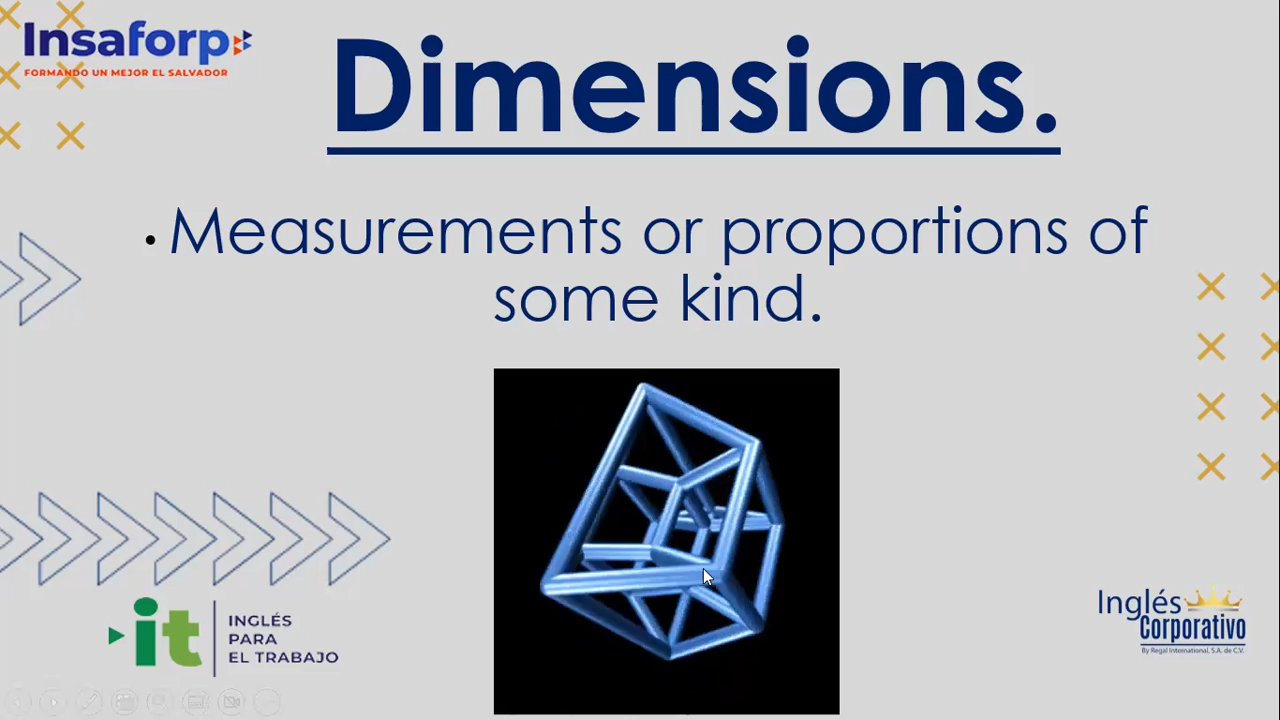 Insaforp
FORMANDO UN MEJOR EL SALVADOR
Dimensions.
• Measurements or proportions of
some kind.
it
INGLÉS
PARA
EL TRABAJO
Inglés
Corporativo
By Regal International, S.A. de C.V.